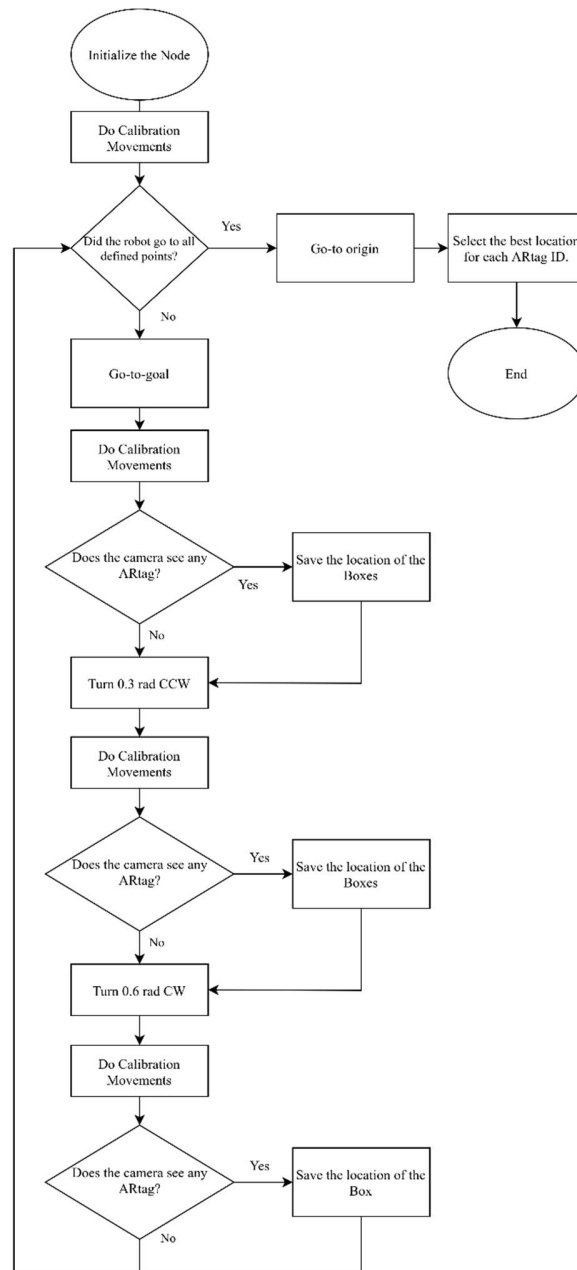 Initialize the Node
Do Calibration
Movements
Did the robot go to all
defined points?
Yes
Go-to origin
Select the best location
for each ARtag ID.
No
End
Go-to-goal
Do Calibration
Movements
Does the camera see any
ARtag?
Yes
Save the location of the
Boxes
No
Turn 0.3 rad CCW
Do Calibration
Movements
Does the camera see any
ARtag?
Yes
Save the location of the
Boxes
No
Turn 0.6 rad CW
Do Calibration
Movements
Does the camera see any
ARtag?
Yes
Save the location of the
Box
No